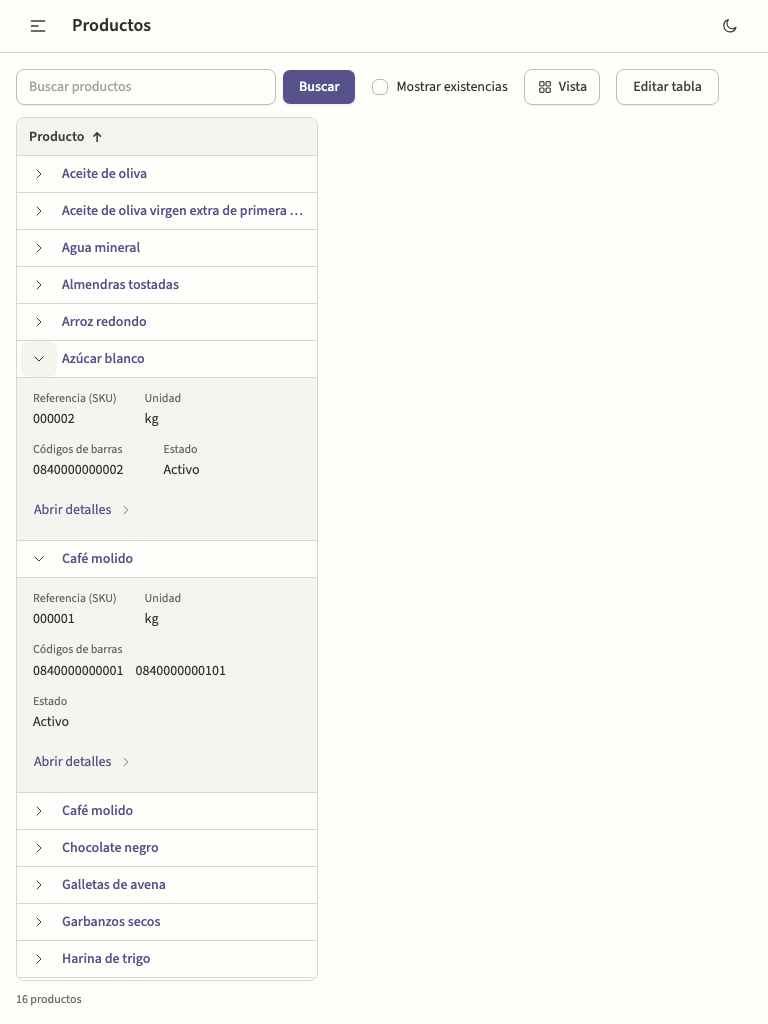 Productos
Buscar productos
Buscar
Mostrar existencias
Vista
Editar tabla
Producto
Aceite de oliva
Aceite de oliva virgen extra de primera …
Agua mineral
Almendras tostadas
Arroz redondo
Azúcar blanco
Referencia (SKU) Unidad
000002 kg
Códigos de barras Estado
0840000000002 Activo
Abrir detalles
Café molido
Referencia (SKU) Unidad
000001 kg
Códigos de barras
0840000000001 0840000000101
Estado
Activo
Abrir detalles
Café molido
Chocolate negro
Galletas de avena
Garbanzos secos
Harina de trigo
16 productos